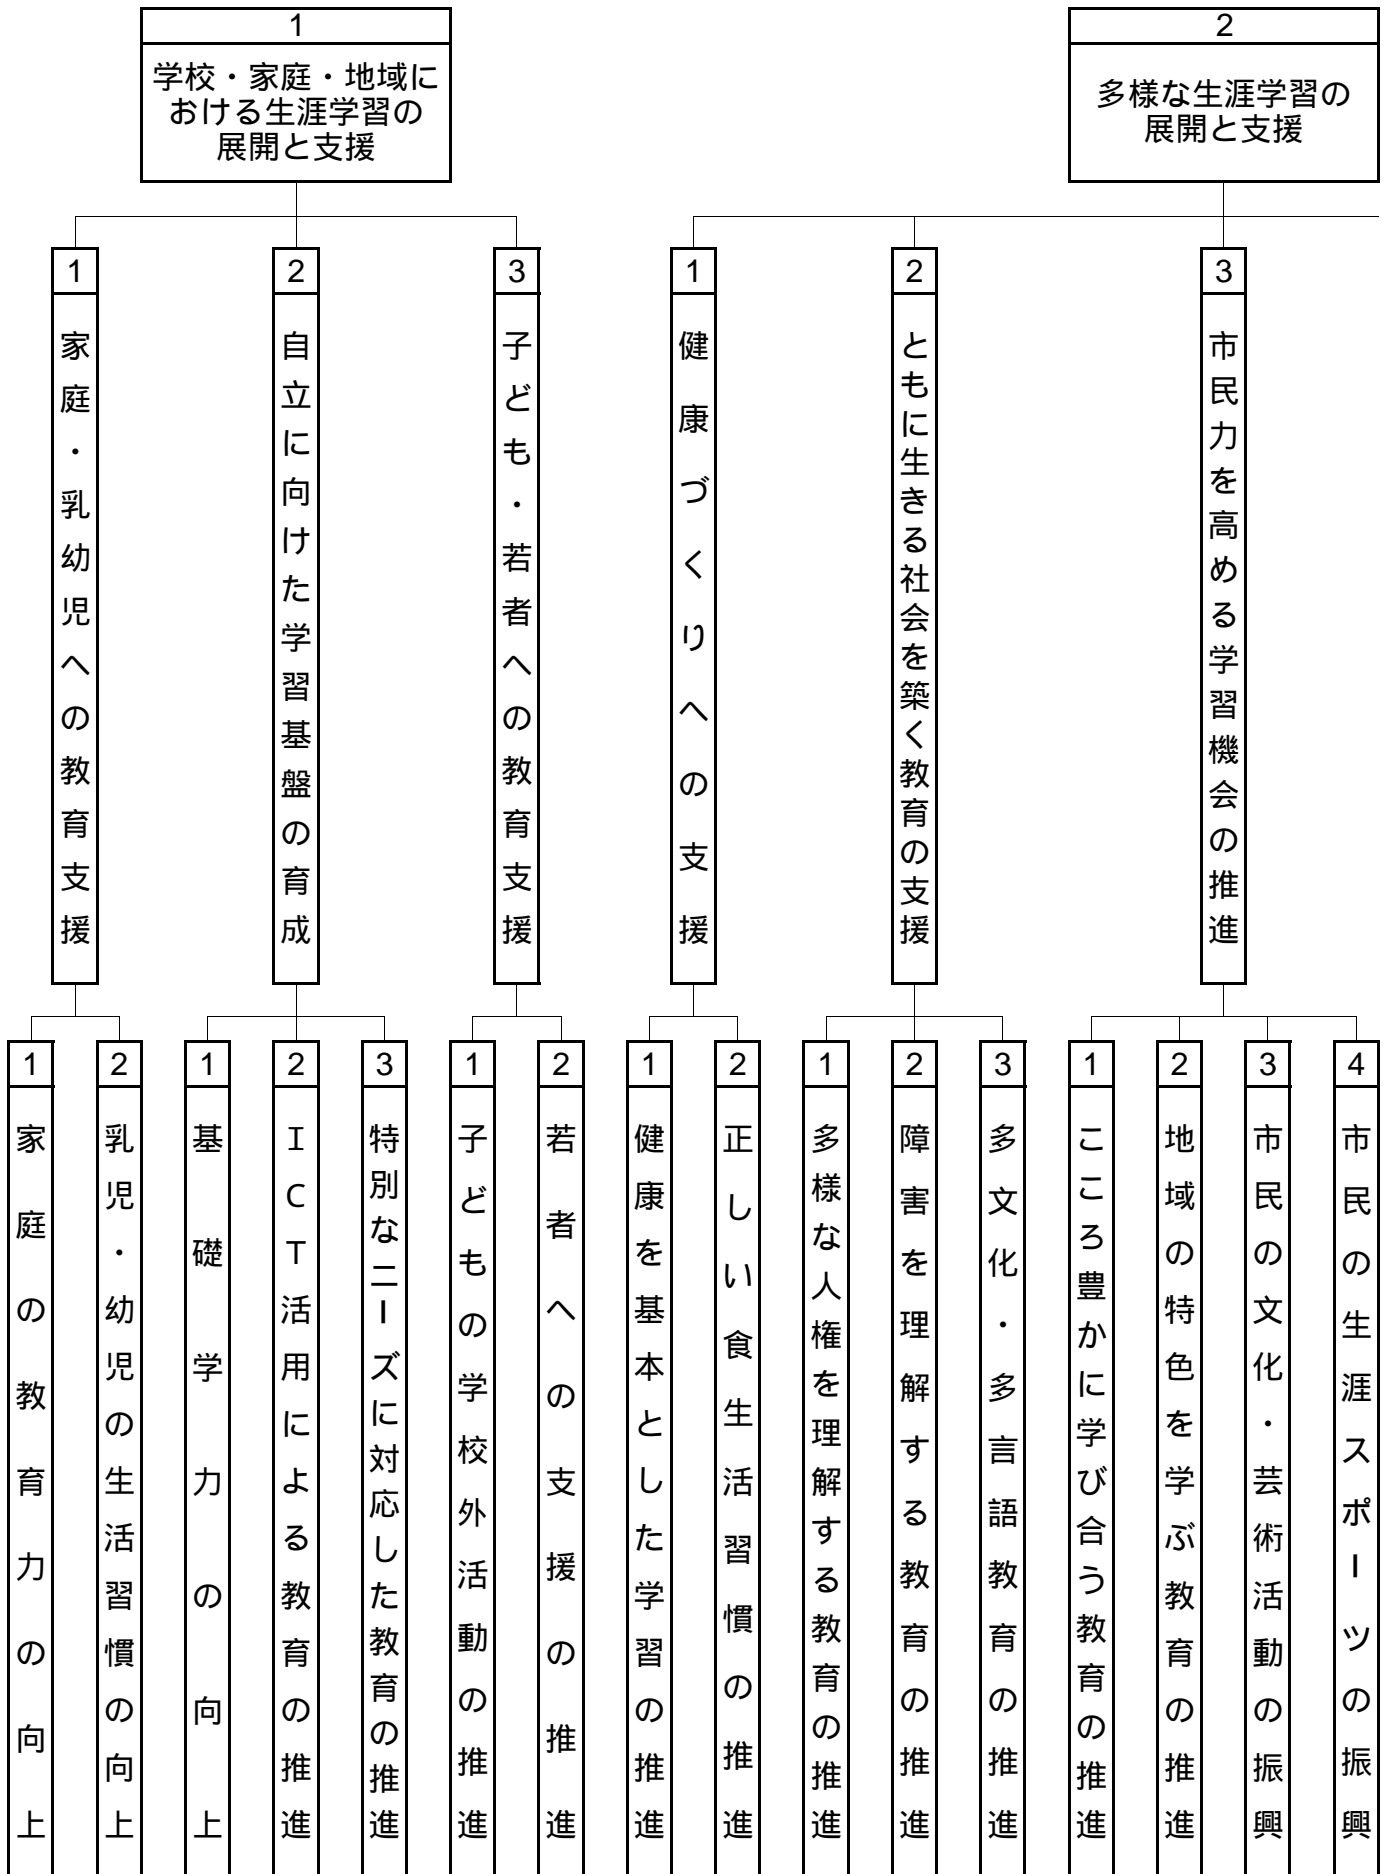 1
学校・家庭・地域に
おける生涯学習の
展開と支援
2
多様な生涯学習の
展開と支援
1
家庭・乳幼児への教育支援
2
自立に向けた学習基盤の育成
3
子ども・若者への教育支援
1
健康づくりへの支援
2
ともに生きる社会を築く教育の支援
3
市民力を高める学習機会の推進
1
家庭の教育力の向上
2
乳児・幼児の生活習慣の向上
1
基礎学力の向上
2
ICT活用による教育の推進
3
特別なニーズに対応した教育の推進
1
子どもの学校外活動の推進
2
若者への支援の推進
1
健康を基本とした学習の推進
2
正しい食生活習慣の推進
1
多様な人権を理解する教育の推進
2
障害を理解する教育の推進
3
多文化・多言語教育の推進
1
こころ豊かに学び合う教育の推進
2
地域の特色を学ぶ教育の推進
3
市民の文化・芸術活動の振興
4
市民の生涯スポーツの振興